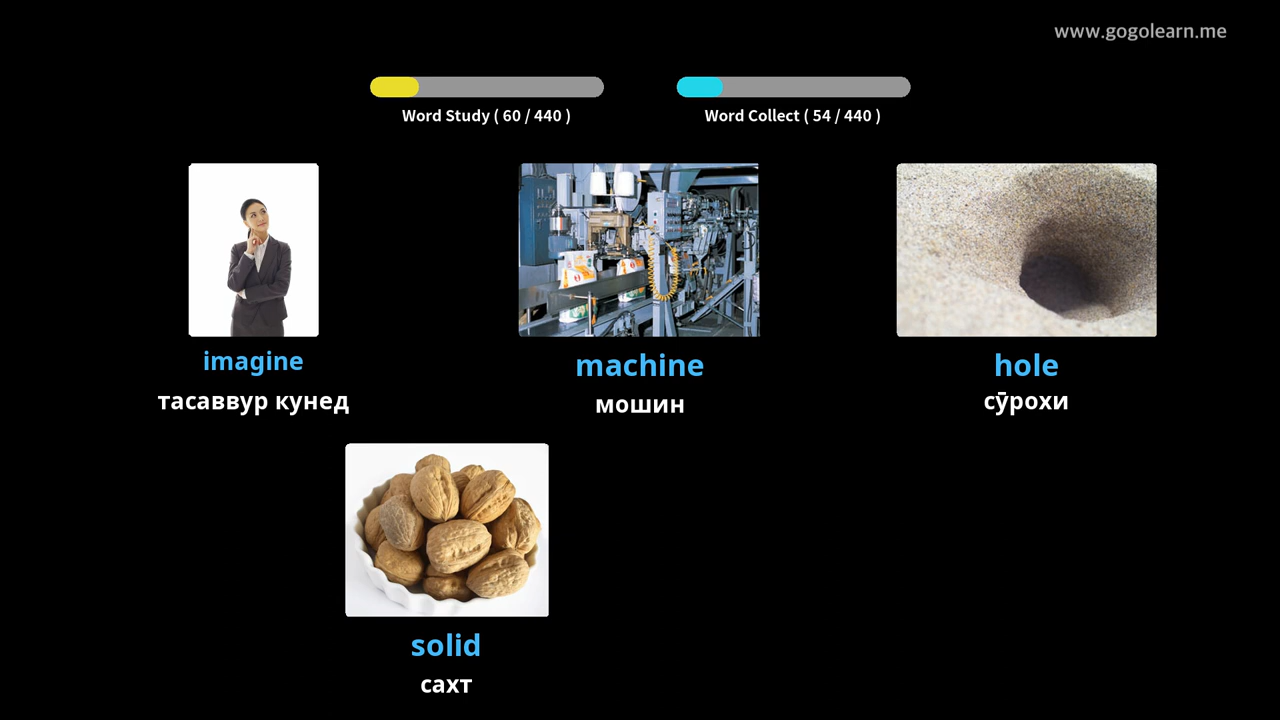 www.gogolearn.me
Word Study ( 60 / 440 )
Word Collect ( 54 / 440 )
imagine
тасаввур кунед
machine
мошин
hole
сӯрохи
solid
сахт